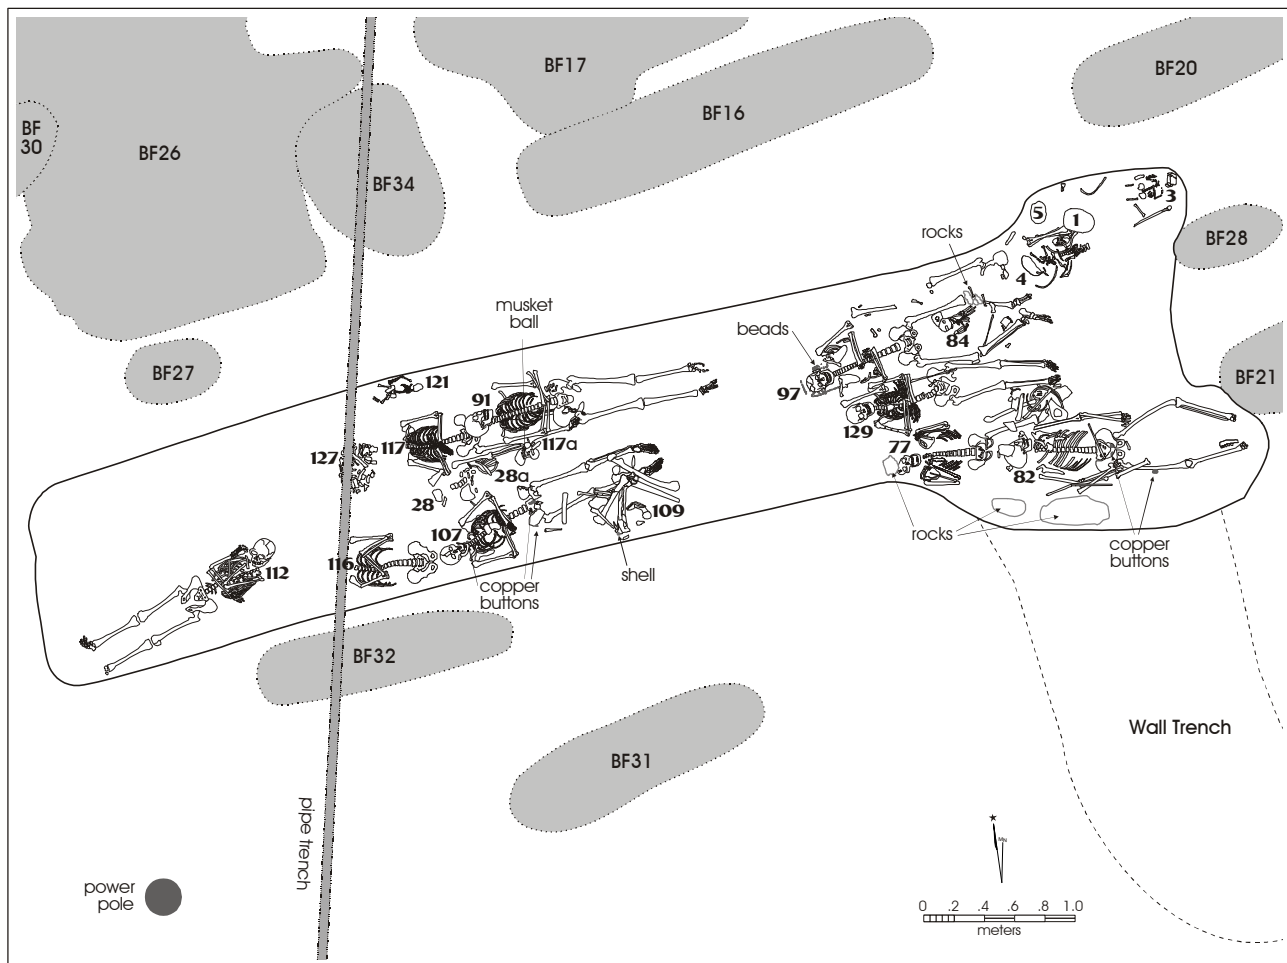 BF17
BF20
BF16
BF
30
BF26
BF34
3
5
1
BF28
rocks
4
musket
ball
beads
84
BF27
BF21
121
97
91
129
117
117a
77
127
28a
82
28
109
rocks
107
copper
buttons
116
shell
112
copper
buttons
BF32
Wall Trench
BF31
pipe trench
MN
power
pole
0 .2 .4 .6 .8 1.0
meters